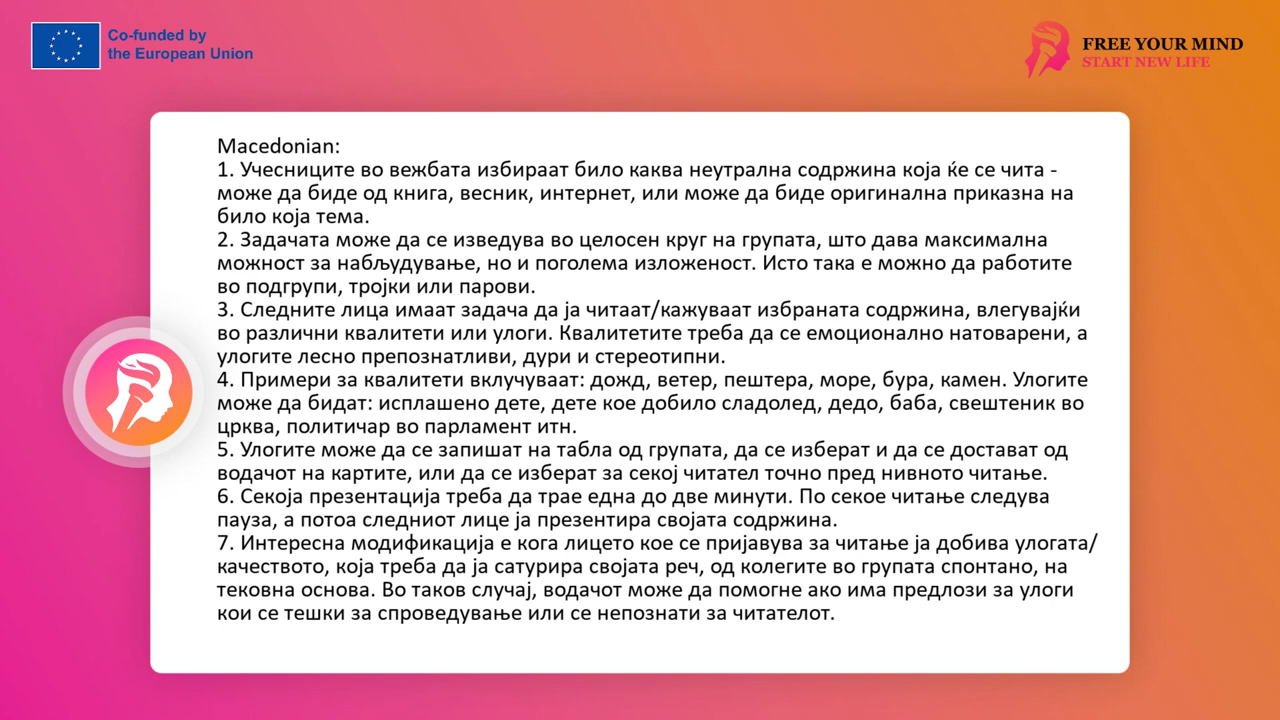 Co-funded by
the European Union
FREE YOUR MIND
START NEW LIFE
Macedonian:
1. Учесниците во вежбата избираат било каква неутрална содржина која ќе се чита -
може да биде од книга, весник, интернет, или може да биде оригинална приказна на
било која тема.
2. Задачата може да се изведува во целосен круг на групата, што дава максимална
можност за набљудување, но и поголема изложеност. Исто така е можно да работите
во подгрупи, тројки или парови.
3. Следните лица имаат задача да ја читаат/кажуваат избраната содржина, влегувајќи
во различни квалитети или улоги. Квалитетите треба да се емоционално натоварени, а
улогите лесно препознатливи, дури и стереотипни.
4. Примери за квалитети вклучуваат: дожд, ветер, пештера, море, бура, камен. Улогите
може да бидат: исплашено дете, дете кое добило сладолед, дедо, баба, свештеник во
црква, политичар во парламент итн.
5. Улогите може да се запишат на табла од групата, да се изберат и да се достават од
водачот на картите, или да се изберат за секој читател точно пред нивното читање.
6. Секоја презентација треба да трае една до две минути. По секое читање следува
пауза, а потоа следниот лице ја презентира својата содржина.
7. Интересна модификација е кога лицето кое се пријавува за читање ја добива улогата/
качеството, која треба да ја сатурира својата реч, од колегите во групата спонтано, на
тековна основа. Во таков случај, водачот може да помогне ако има предлози за улоги
кои се тешки за спроведување или се непознати за читателот.